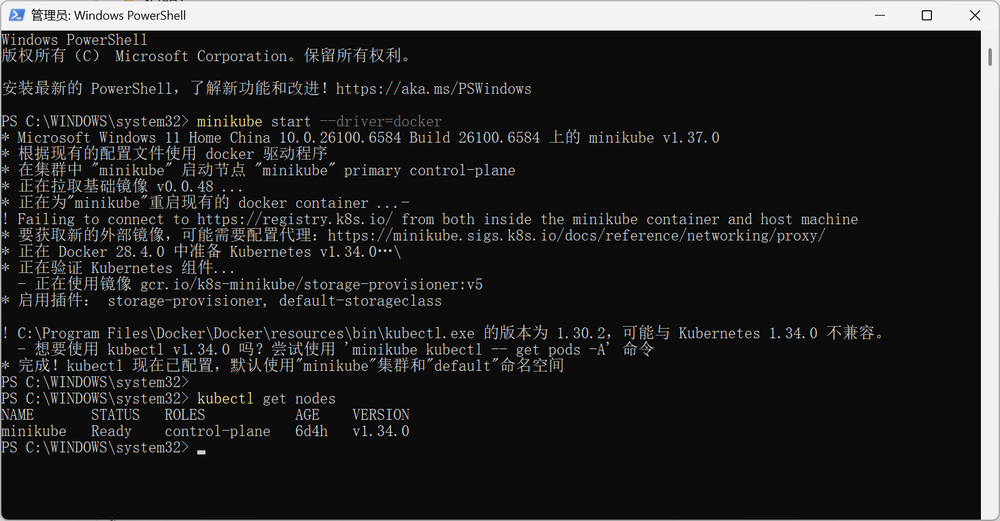 管理员: Windows PowerShell
Windows PowerShell
版权所有 (C) Microsoft Corporation。保留所有权利。
安装最新的 PowerShell，了解新功能和改进！https://aka.ms/PSWindows
PS C:\WINDOWS\system32> minikube start --driver=docker
* Microsoft Windows 11 Home China 10.0.26100.6584 Build 26100.6584 上的 minikube v1.37.0
* 根据现有的配置文件使用 docker 驱动程序
* 在集群中 "minikube" 启动节点 "minikube" primary control-plane
* 正在拉取基础镜像 v0.0.48 ...
* 正在为"minikube"重启现有的 docker container ...-
! Failing to connect to https://registry.k8s.io/ from both inside the minikube container and host machine
* 要获取新的外部镜像，可能需要配置代理：https://minikube.sigs.k8s.io/docs/reference/networking/proxy/
* 正在 Docker 28.4.0 中准备 Kubernetes v1.34.0…\
* 正在验证 Kubernetes 组件...
  - 正在使用镜像 gcr.io/k8s-minikube/storage-provisioner:v5
* 启用插件： storage-provisioner, default-storageclass
! C:\Program Files\Docker\Docker\resources\bin\kubectl.exe 的版本为 1.30.2，可能与 Kubernetes 1.34.0 不兼容。
  - 想要使用 kubectl v1.34.0 吗？尝试使用 'minikube kubectl -- get pods -A' 命令
* 完成！kubectl 现在已配置，默认使用"minikube"集群和"default"命名空间
PS C:\WINDOWS\system32>
PS C:\WINDOWS\system32> kubectl get nodes
NAME       STATUS   ROLES           AGE    VERSION
minikube   Ready    control-plane   6d4h   v1.34.0
PS C:\WINDOWS\system32>